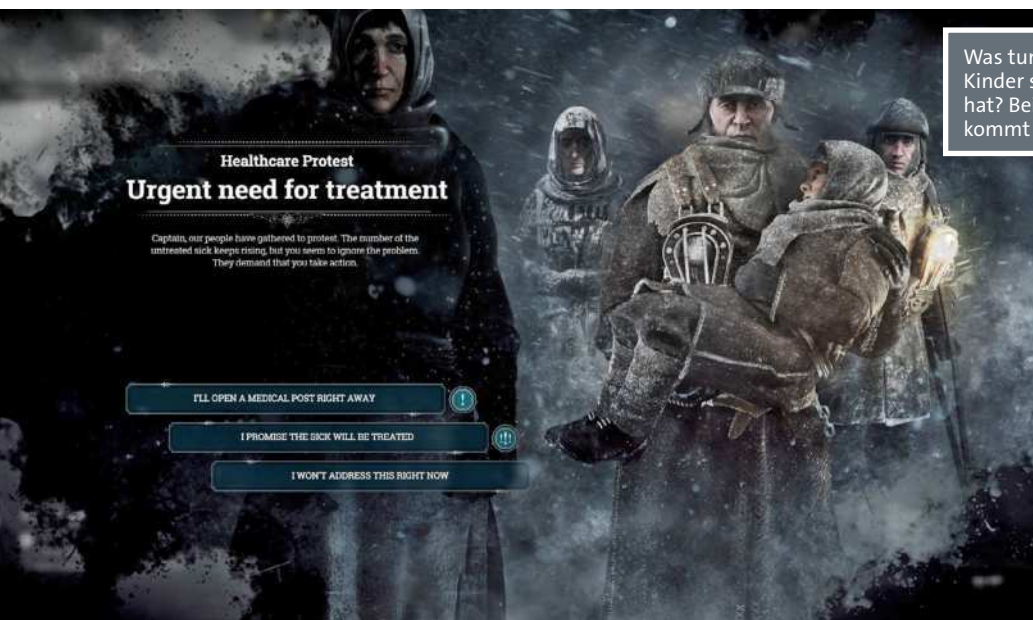 Healthcare Protest
Urgent need for treatment
Captain, our people have gathered to protest. The number of the
untreated sick keeps rising, but you seem to ignore the problem.
They demand that you take action.
I'LL OPEN A MEDICAL POST RIGHT AWAY
I PROMISE THE SICK WILL BE TREATED
I WON'T ADDRESS THIS RIGHT NOW
Was tu
Kinder
hat? Be
kommt